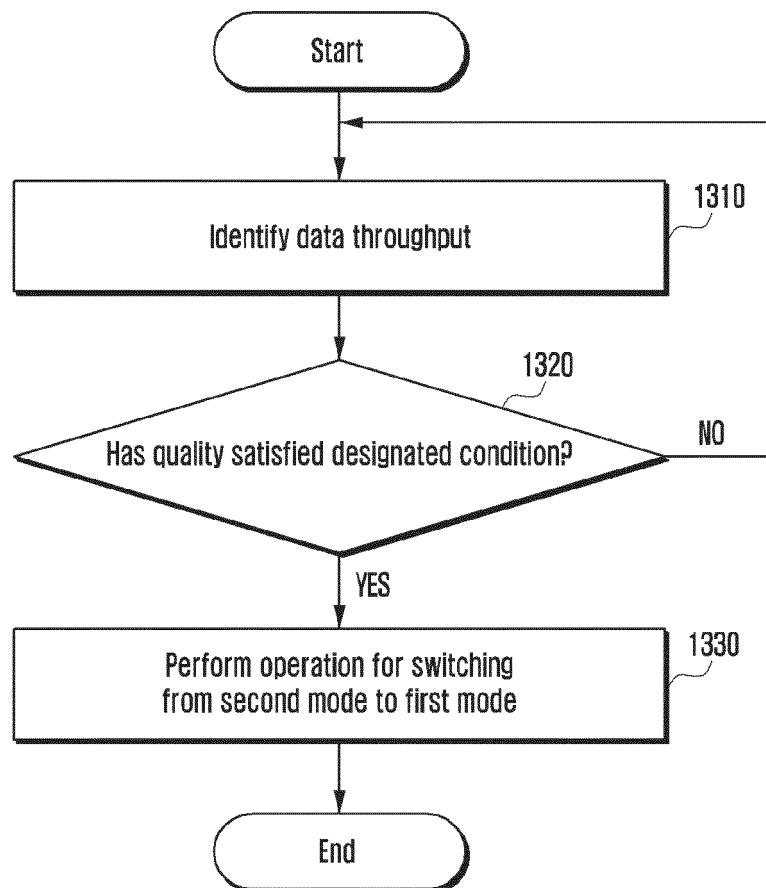 Start
1310
Identify data throughput
1320
Has quality satisfied designated condition?
NO
YES
1330
Perform operation for switching
from second mode to first mode
End